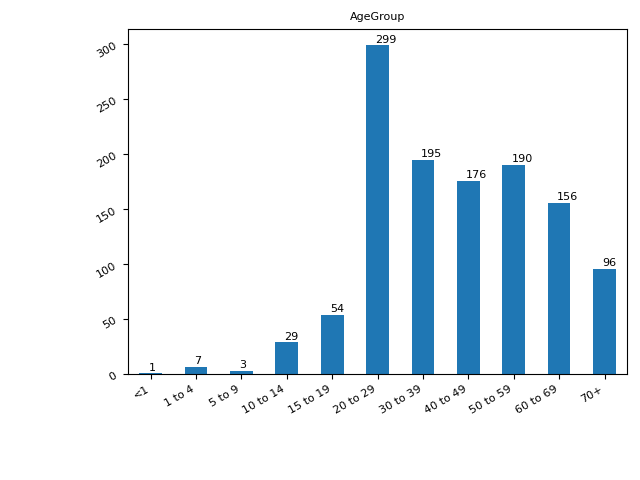 AgeGroup
300
250
200
150
100
50
0
1
7
3
29
54
299
195
176
190
156
96
<1
1 to 4
5 to 9
10 to 14
15 to 19
20 to 29
30 to 39
40 to 49
50 to 59
60 to 69
70+